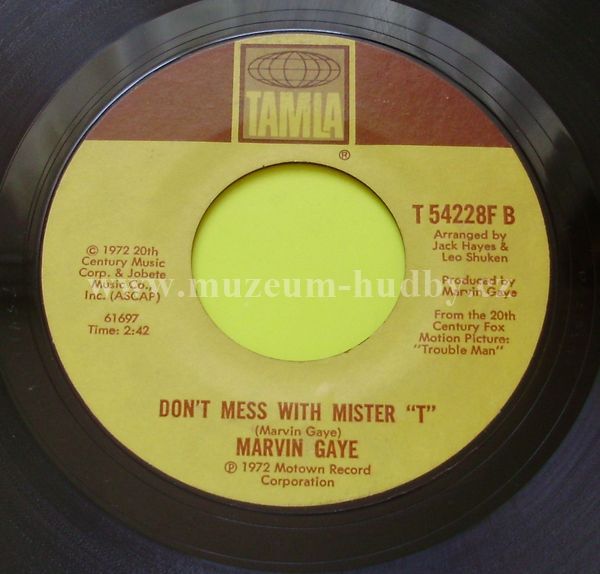 TAMLA
®
T 54228F B
Arranged by
Jack Hayes &
Leo Shuken
Produced by
Marvin Gaye
From the 20th
Century Fox
Motion Picture:
"Trouble Man"
© 1972 20th
Century Music
Corp. & Jobete
Music Co.,
Inc. (ASCAP)
61697
Time: 2:42
www.muzeum-hudby.cz
DON'T MESS WITH MISTER "T"
(Marvin Gaye)
MARVIN GAYE
℗ 1972 Motown Record
Corporation